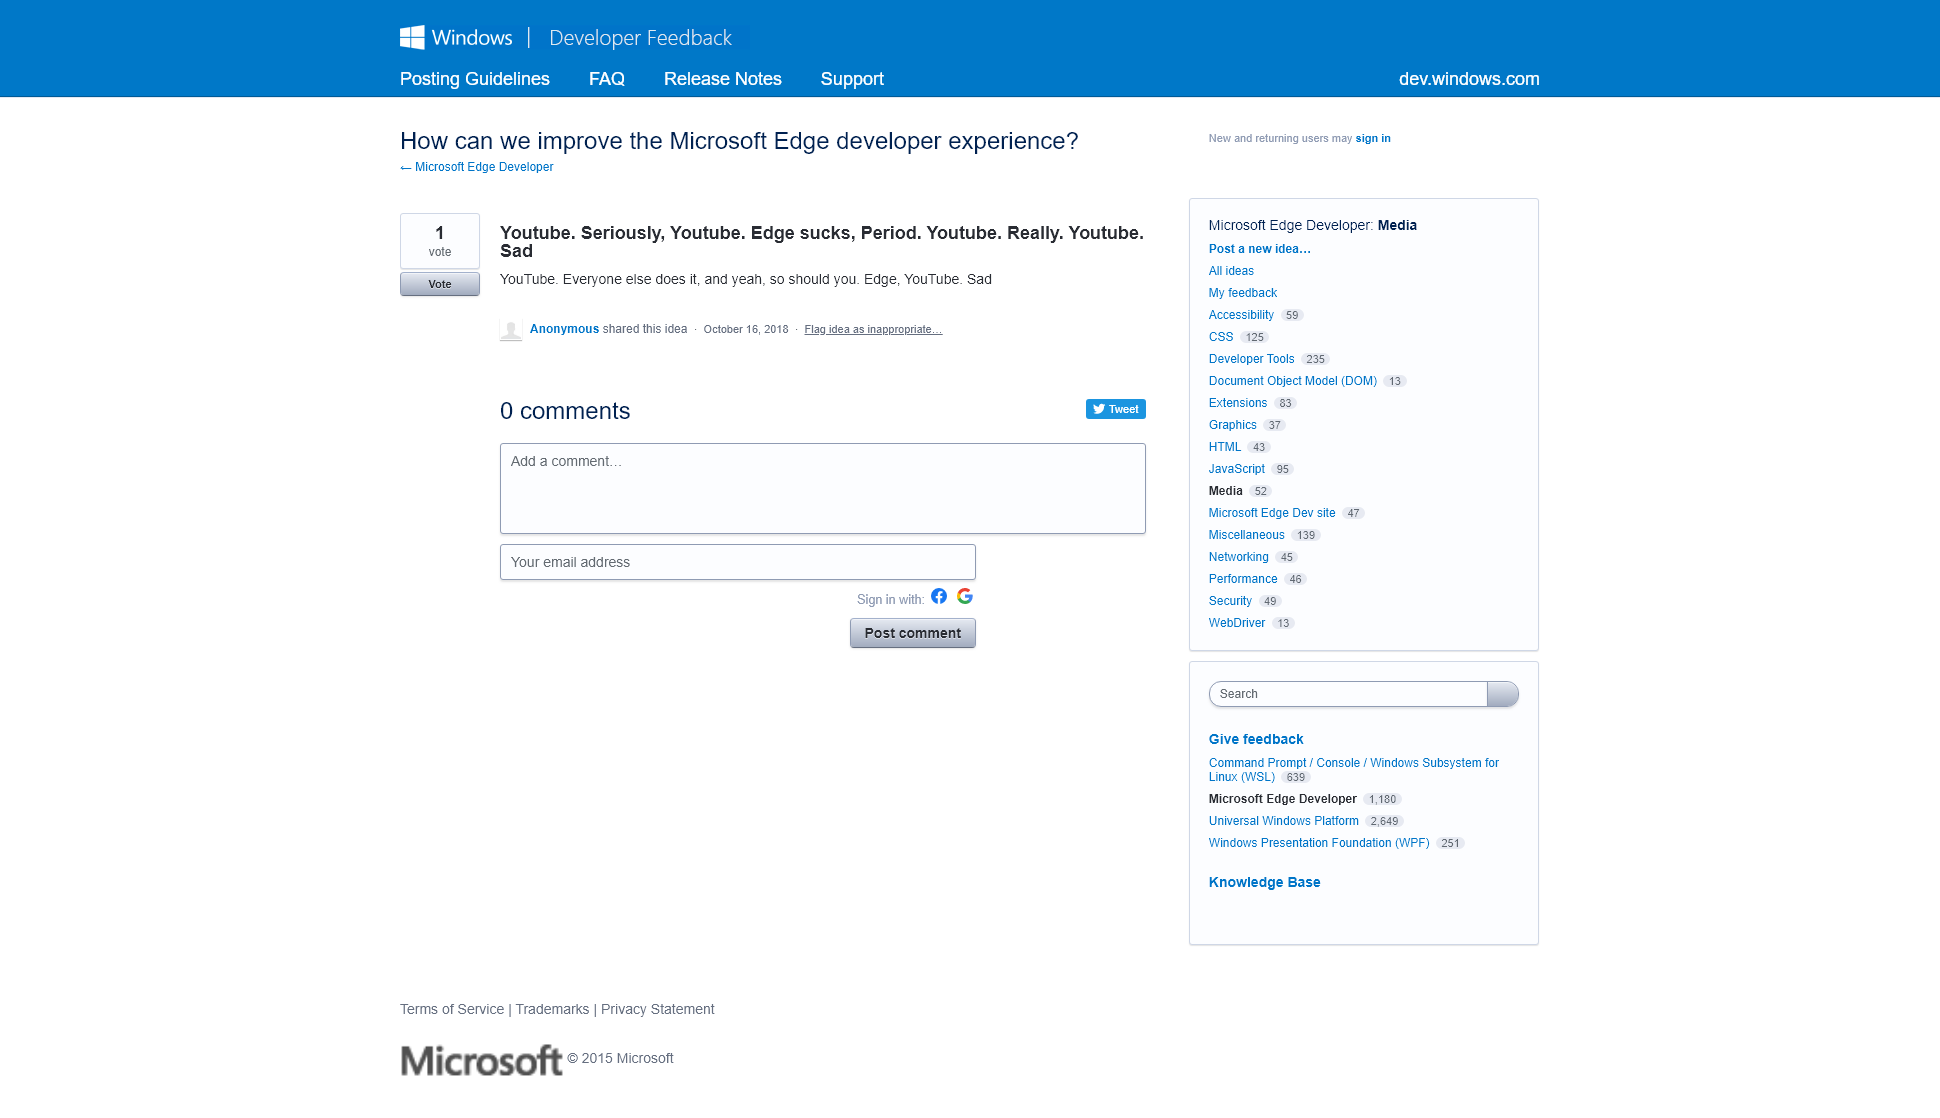 Windows | Developer Feedback
Posting Guidelines FAQ Release Notes Support dev.windows.com
How can we improve the Microsoft Edge developer experience?
← Microsoft Edge Developer
New and returning users may sign in
1
vote
Vote
Youtube. Seriously, Youtube. Edge sucks, Period. Youtube. Really. Youtube.
Sad
YouTube. Everyone else does it, and yeah, so should you. Edge, YouTube. Sad
Anonymous shared this idea · October 16, 2018 · Flag idea as inappropriate…
0 comments
Tweet
Add a comment…
Your email address
Sign in with:
Post comment
Microsoft Edge Developer: Media
Post a new idea…
All ideas
My feedback
Accessibility 59
CSS 125
Developer Tools 235
Document Object Model (DOM) 13
Extensions 83
Graphics 37
HTML 43
JavaScript 95
Media 52
Microsoft Edge Dev site 47
Miscellaneous 139
Networking 45
Performance 46
Security 49
WebDriver 13
Search
Give feedback
Command Prompt / Console / Windows Subsystem for
Linux (WSL) 639
Microsoft Edge Developer 1,180
Universal Windows Platform 2,649
Windows Presentation Foundation (WPF) 251
Knowledge Base
Terms of Service | Trademarks | Privacy Statement
Microsoft © 2015 Microsoft